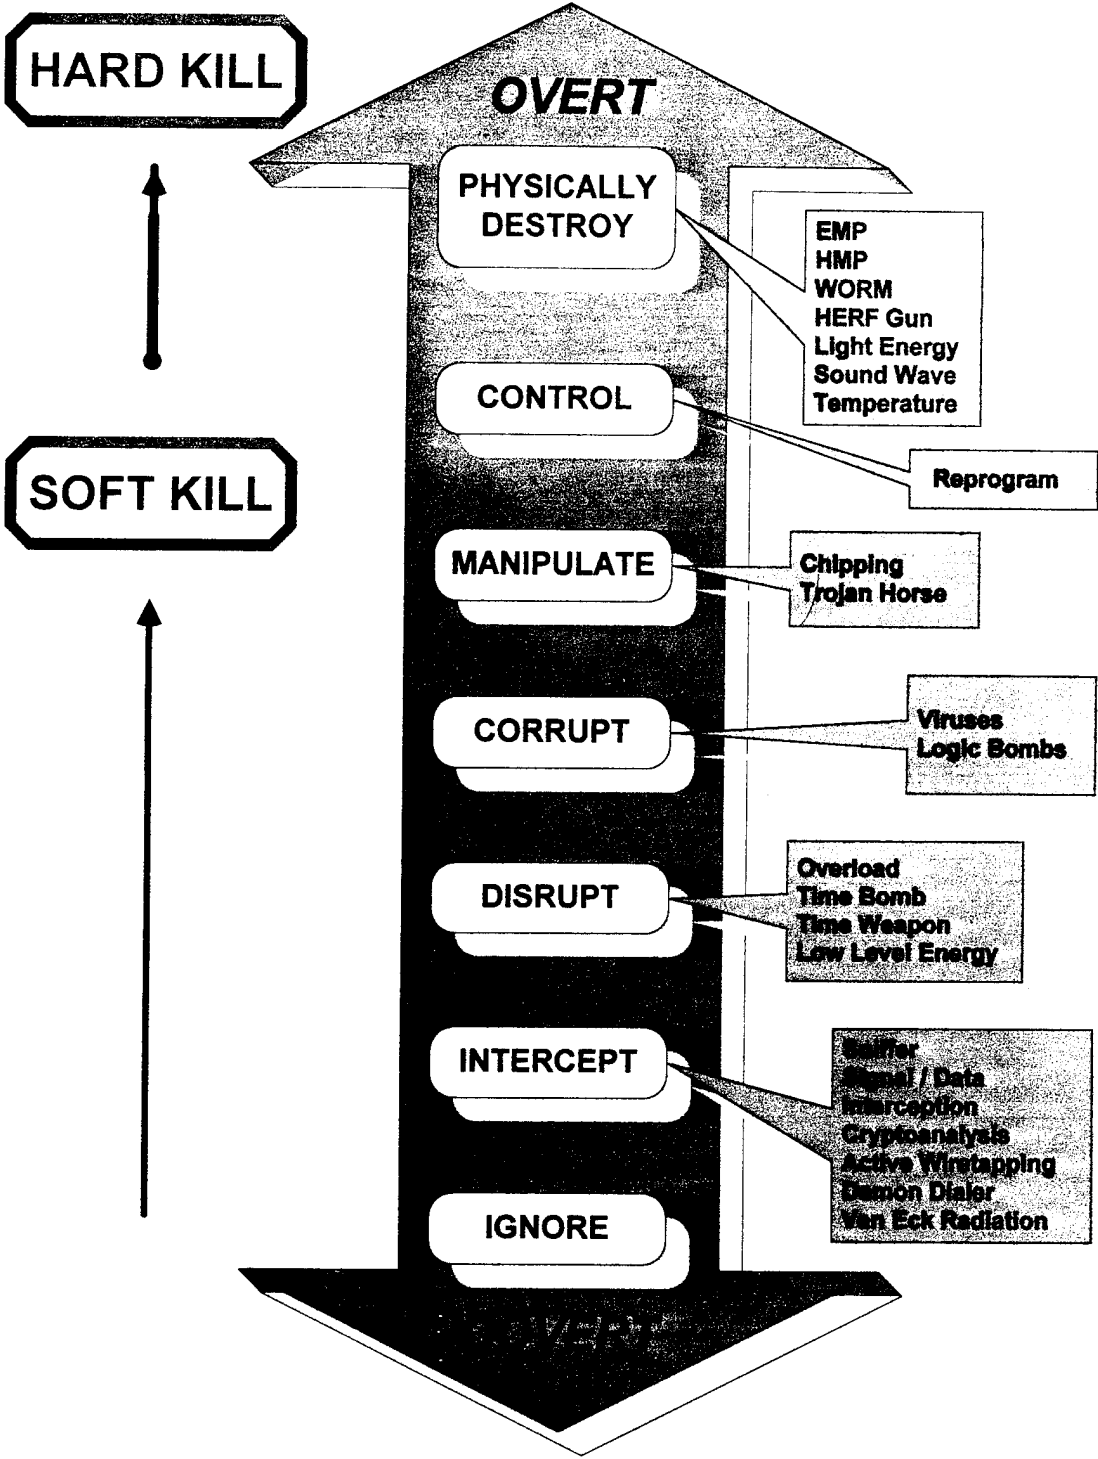 HARD KILL
OVERT
PHYSICALLY
DESTROY
EMP
HMP
WORM
HERF Gun
Light Energy
Sound Wave
Temperature
CONTROL
Reprogram
SOFT KILL
MANIPULATE
Chipping
Trojan Horse
CORRUPT
Viruses
Logic Bombs
DISRUPT
Overload
Time Bomb
Time Weapon
Low Level Energy
INTERCEPT
Sniffer
Signal / Data
Interception
Cryptoanalysis
Active Wiretapping
Demon Dialer
Van Eck Radiation
IGNORE
COVERT